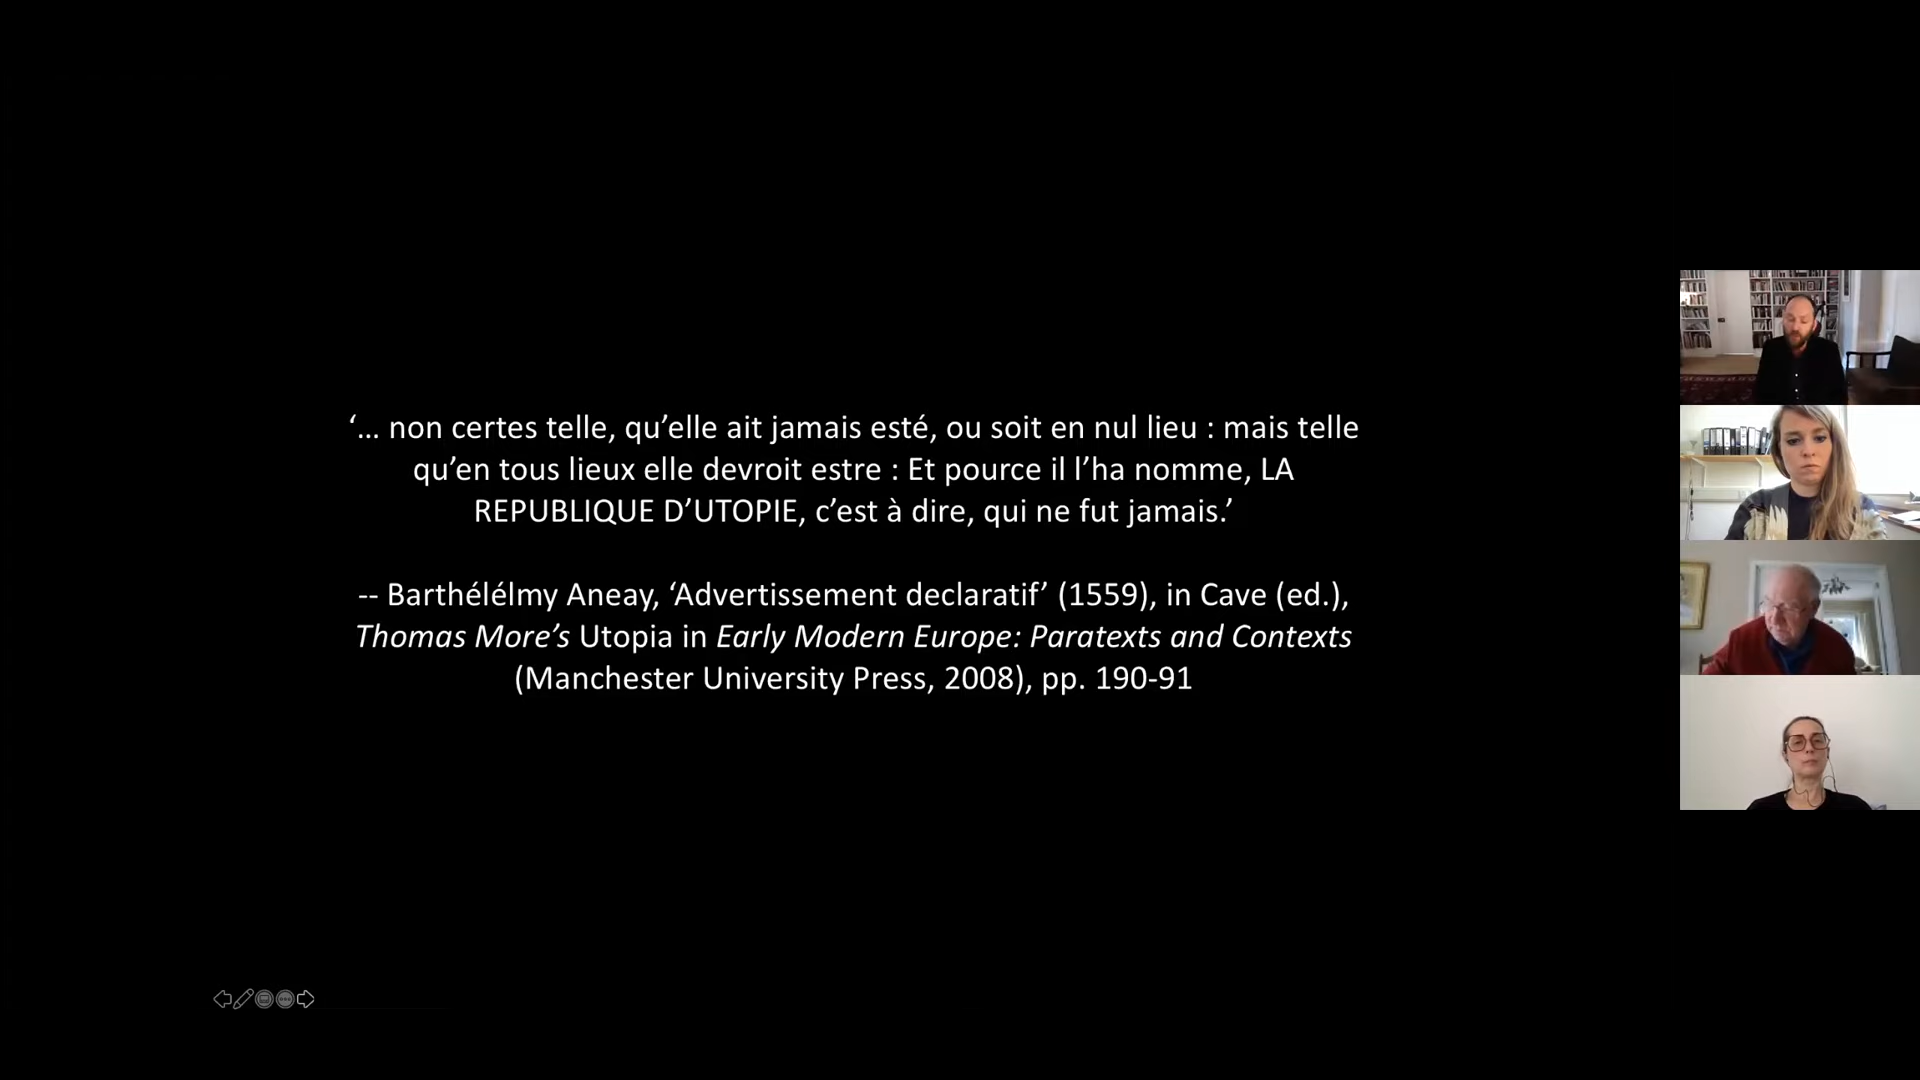 ‘… non certes telle, qu’elle ait jamais esté, ou soit en nul lieu : mais telle
qu’en tous lieux elle devroit estre : Et pource il l’ha nomme, LA
REPUBLIQUE D’UTOPIE, c’est à dire, qui ne fut jamais.’
-- Barthélélmy Aneay, ‘Advertissement declaratif’ (1559), in Cave (ed.),
Thomas More’s Utopia in Early Modern Europe: Paratexts and Contexts
(Manchester University Press, 2008), pp. 190-91